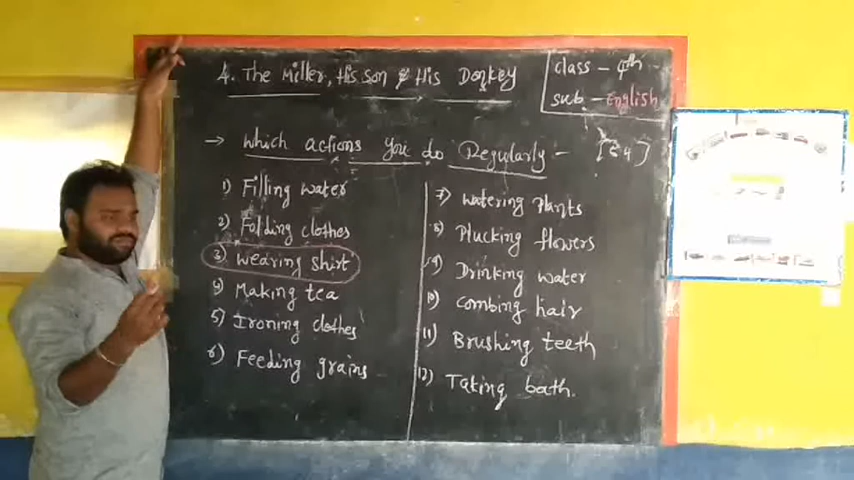 4. The Miller, His son & His Donkey
class - 4th
sub - English
→ which actions you do Regularly -
1) Filling water
2) Folding clothes
3) wearing shirt
4) Making tea
5) Ironing clothes
6) Feeding grains
7) watering Plants
8) Plucking flowers
9) Drinking water
10) Combing hair
11) Brushing teeth
12) Taking bath.